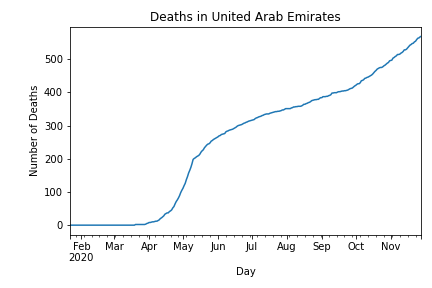 Deaths in United Arab Emirates
Number of Deaths
500
400
300
200
100
0
Feb Mar Apr May Jun Jul Aug Sep Oct Nov
2020
Day